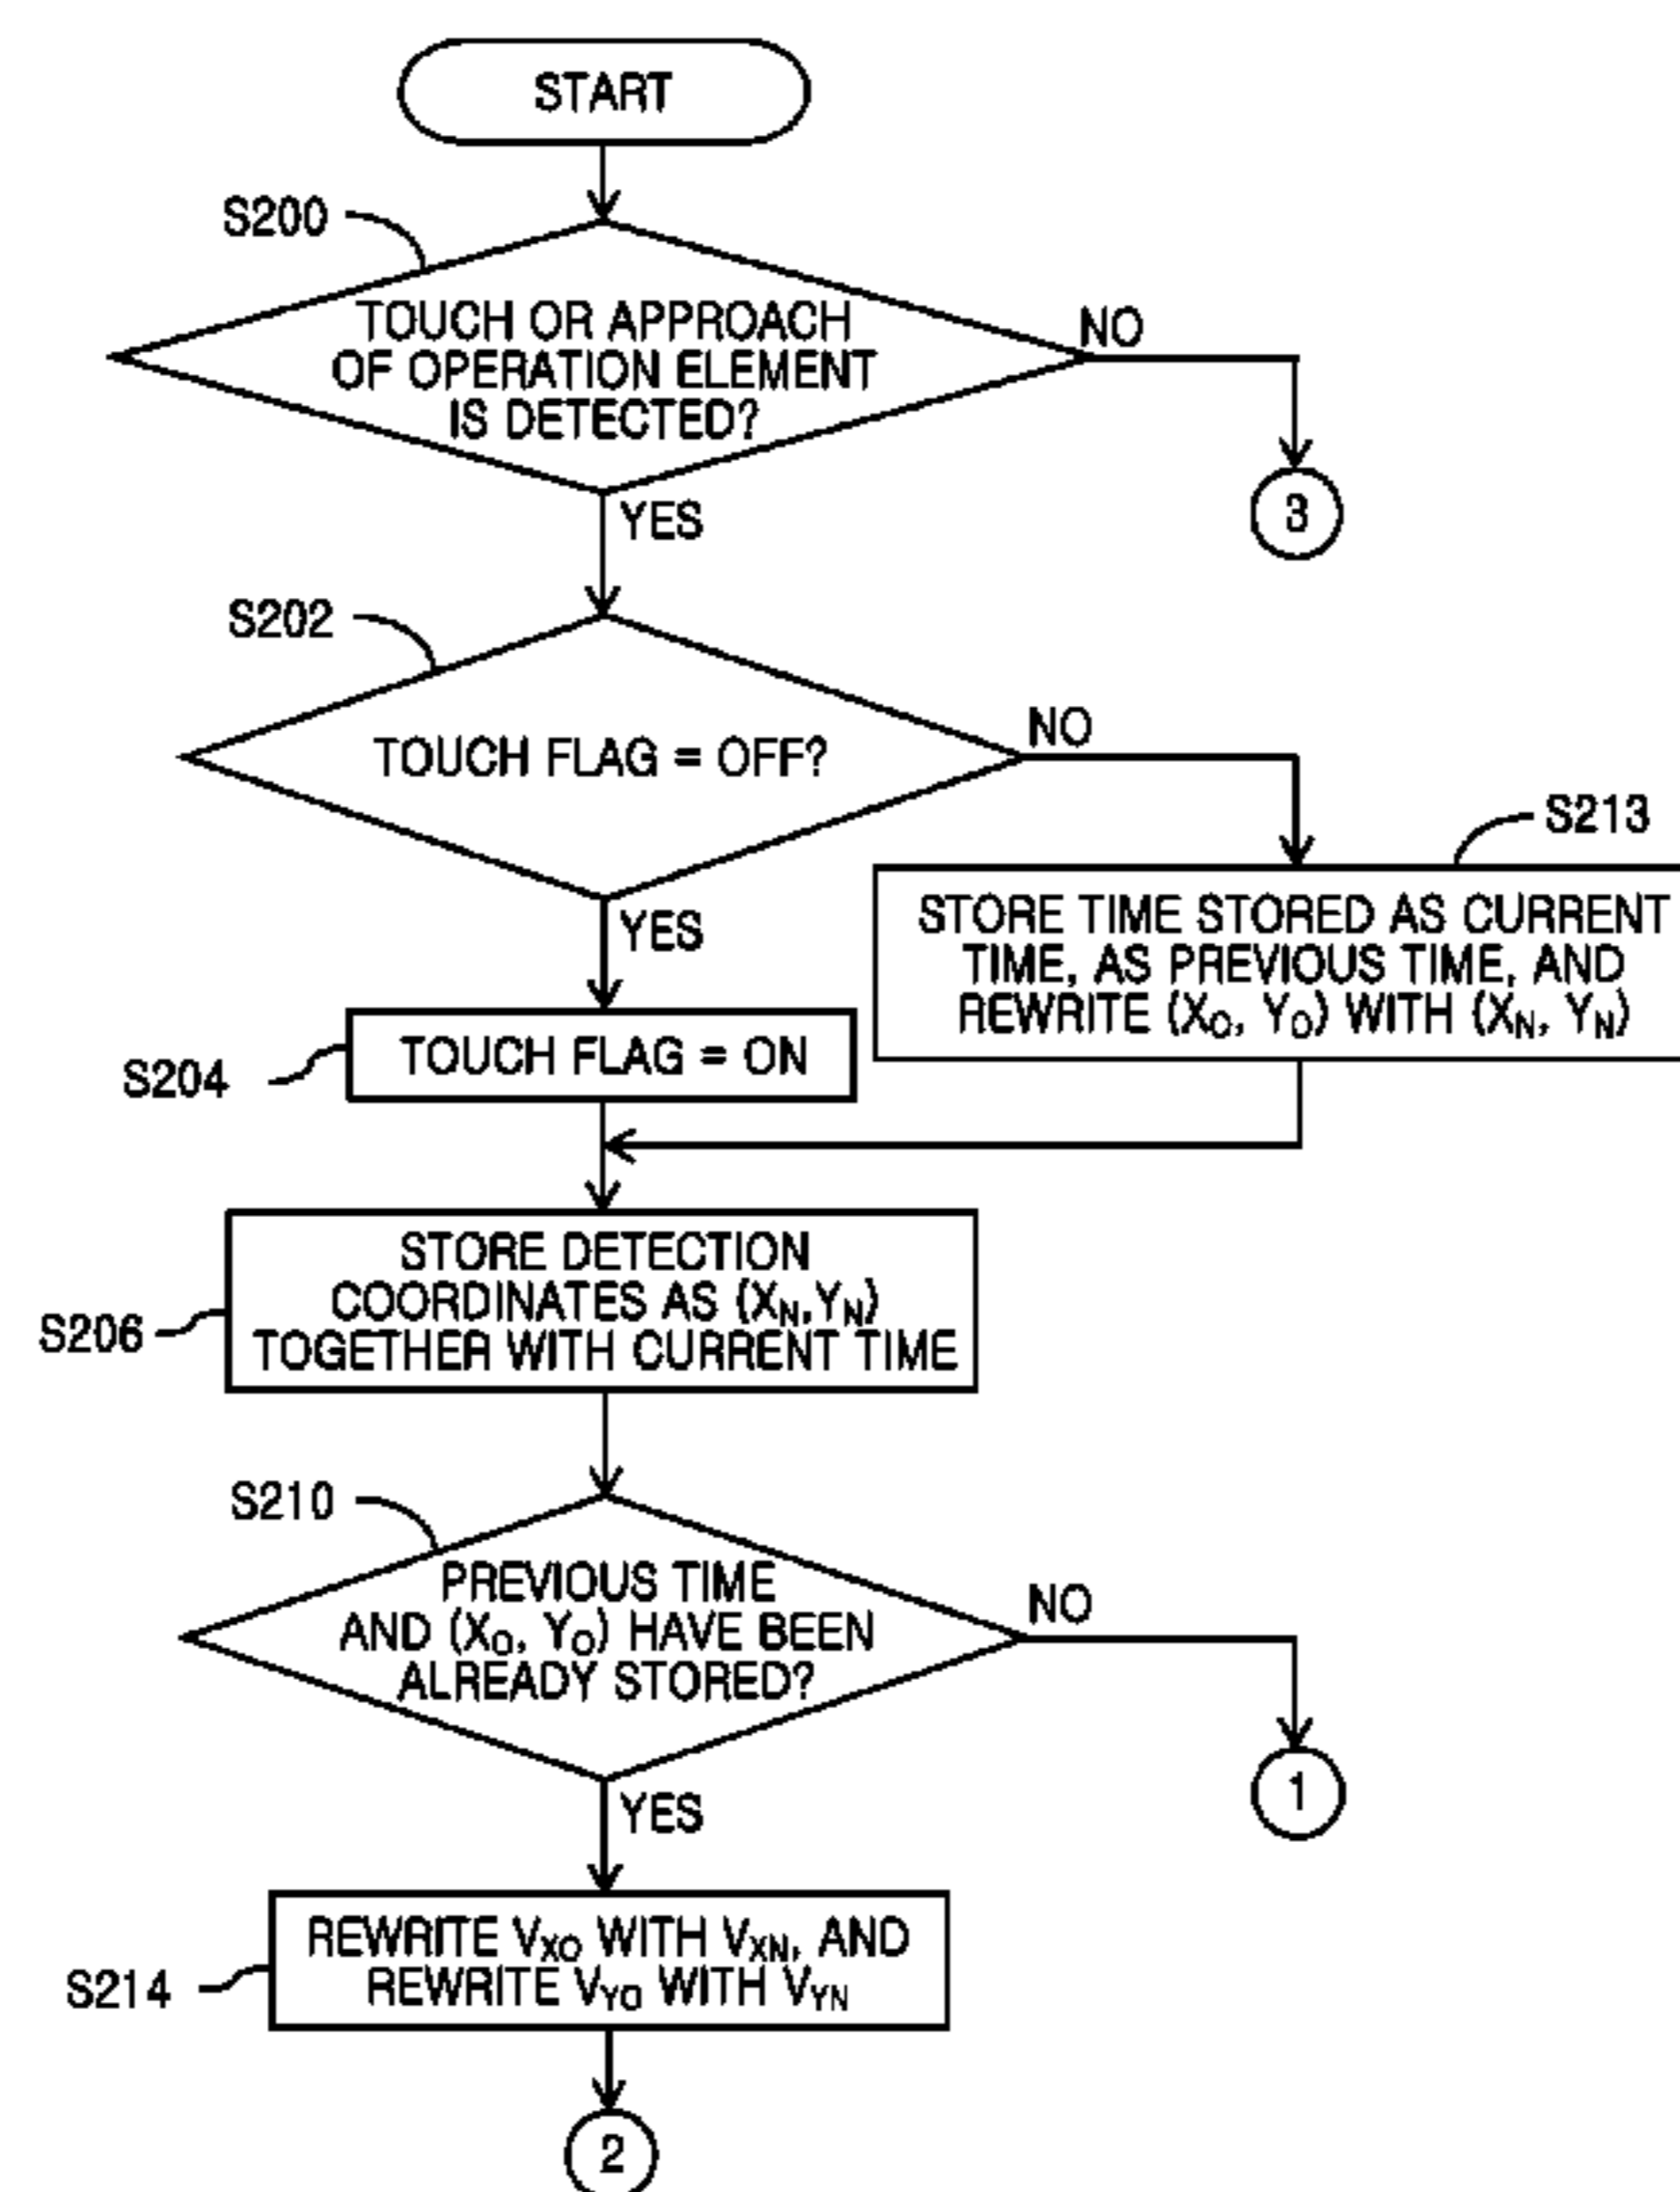 START
S200
TOUCH OR APPROACH
OF OPERATION ELEMENT
IS DETECTED?
NO
3
YES
S202
TOUCH FLAG = OFF?
NO
S213
STORE TIME STORED AS CURRENT
TIME, AS PREVIOUS TIME, AND
REWRITE (XO, YO) WITH (XN, YN)
YES
S204
TOUCH FLAG = ON
STORE DETECTION
COORDINATES AS (XN,YN)
TOGETHER WITH CURRENT TIME
S206
S210
PREVIOUS TIME
AND (XO, YO) HAVE BEEN
ALREADY STORED?
NO
1
YES
REWRITE VXO WITH VXN, AND
REWRITE VYO WITH VYN
S214
2